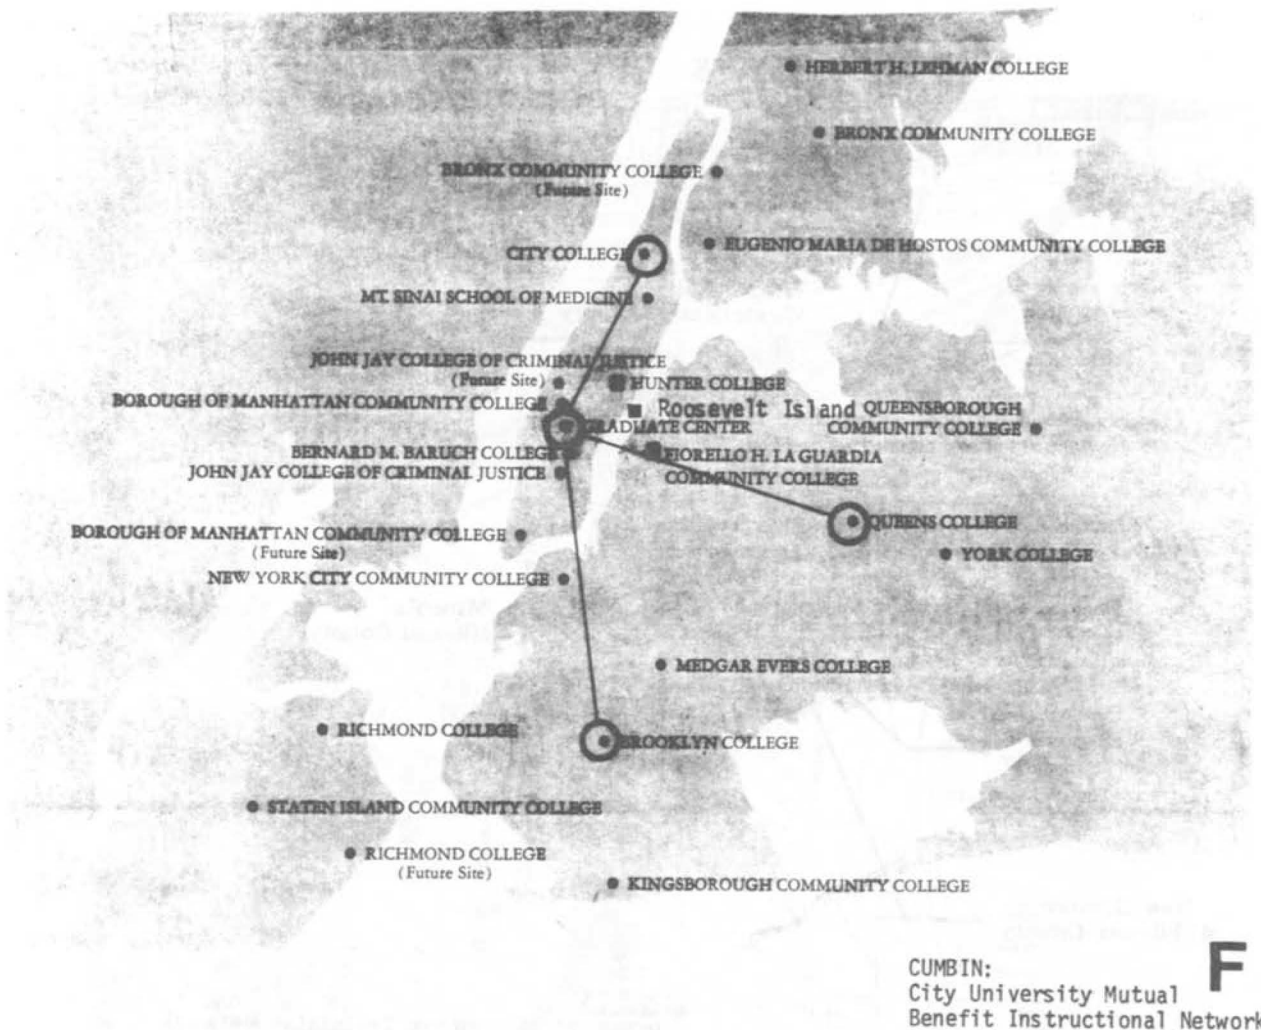 HERBERT H. LEHMAN COLLEGE
BRONX COMMUNITY COLLEGE
BRONX COMMUNITY COLLEGE
(Future Site)
EUGENIO MARIA DE HOSTOS COMMUNITY COLLEGE
CITY COLLEGE
MT. SINAI SCHOOL OF MEDICINE
JOHN JAY COLLEGE OF CRIMINAL JUSTICE
(Future Site)
HUNTER COLLEGE
BOROUGH OF MANHATTAN COMMUNITY COLLEGE
Roosevelt Island
QUEENSBOROUGH
COMMUNITY COLLEGE
GRADUATE CENTER
BERNARD M. BARUCH COLLEGE
FIORELLO H. LA GUARDIA
COMMUNITY COLLEGE
JOHN JAY COLLEGE OF CRIMINAL JUSTICE
QUEENS COLLEGE
BOROUGH OF MANHATTAN COMMUNITY COLLEGE
(Future Site)
YORK COLLEGE
NEW YORK CITY COMMUNITY COLLEGE
MEDGAR EVERS COLLEGE
RICHMOND COLLEGE
BROOKLYN COLLEGE
STATEN ISLAND COMMUNITY COLLEGE
RICHMOND COLLEGE
(Future Site)
KINGSBOROUGH COMMUNITY COLLEGE
CUMBIN:
City University Mutual
Benefit Instructional Network
F